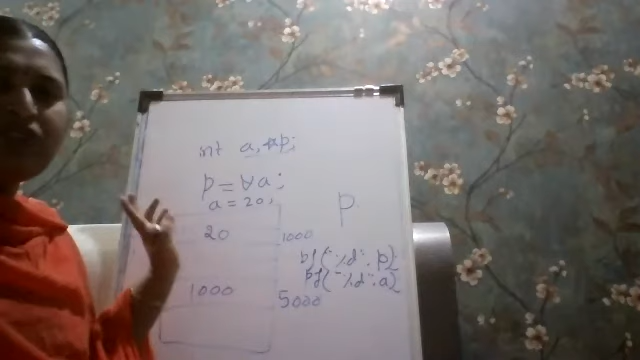 int a, *p;
p = &a;
a = 20;
P
20
1000
pf("%d", p)
pf("%d", a)
1000
5000